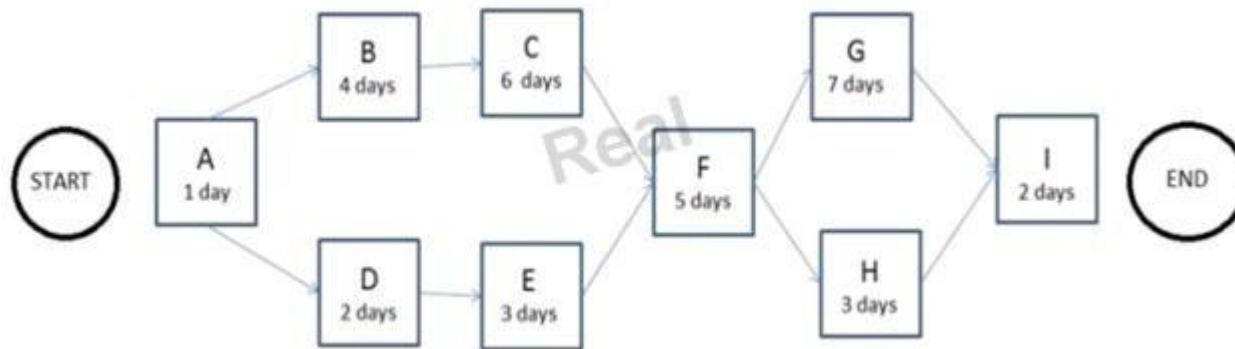 START
A
1 day
B
4 days
C
6 days
D
2 days
E
3 days
Real
F
5 days
G
7 days
H
3 days
I
2 days
END